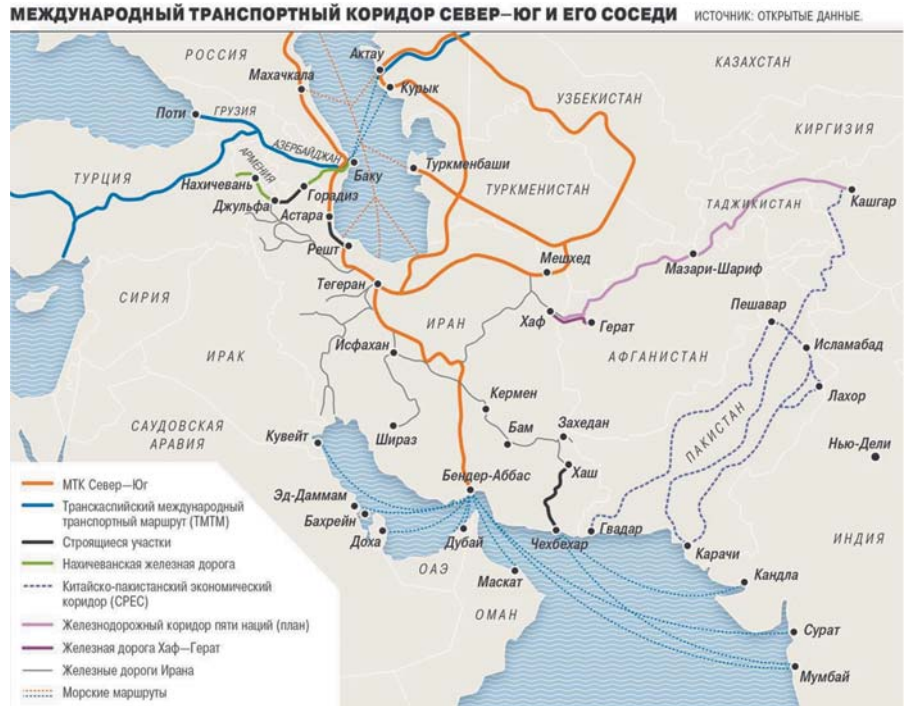 МЕЖДУНАРОДНЫЙ ТРАНСПОРТНЫЙ КОРИДОР СЕВЕР—ЮГ И ЕГО СОСЕДИ ИСТОЧНИК: ОТКРЫТЫЕ ДАННЫЕ.
РОССИЯ
Актау
КАЗАХСТАН
Махачкала
Курык
УЗБЕКИСТАН
Поти
ГРУЗИЯ
КИРГИЗИЯ
АЗЕРБАЙДЖАН
АРМЕНИЯ
Баку
Туркменбаши
ТУРЦИЯ
Нахичевань
Горадиз
ТУРКМЕНИСТАН
Джульфа
Астара
ТАДЖИКИСТАН
Кашгар
Решт
Мешхед
Мазари-Шариф
Тегеран
СИРИЯ
Пешавар
ИРАН
Хаф
Герат
Исламабад
ИРАК
Исфахан
АФГАНИСТАН
Лахор
Кермен
САУДОВСКАЯ
АРАВИЯ
Кувейт
Шираз
Бам
Захедан
ПАКИСТАН
Нью-Дели
Хаш
Бендер-Аббас
Эд-Даммам
Бахрейн
Доха
Дубай
Чехбехар
Гвадар
Карачи
ИНДИЯ
ОАЭ
Маскат
Кандла
ОМАН
Сурат
Мумбай
МТК Север—Юг
Транскаспийский международный
транспортный маршрут (ТМТМ)
Строящиеся участки
Нахичеванская железная дорога
Китайско-пакистанский экономический
коридор (СРЕС)
Железнодорожный коридор пяти наций (план)
Железная дорога Хаф—Герат
Железные дороги Ирана
Морские маршруты